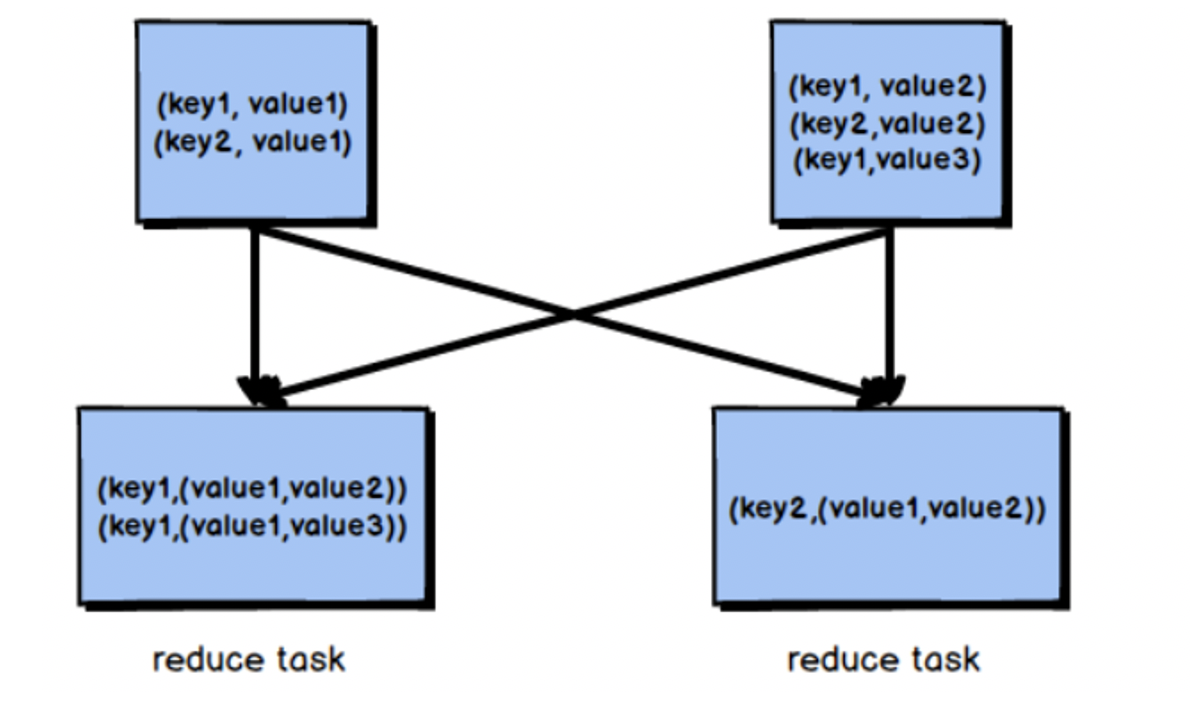 (key1, value1)
(key2, value1)
(key1, value2)
(key2,value2)
(key1,value3)
(key1,(value1,value2))
(key1,(value1,value3))
(key2,(value1,value2))
reduce task
reduce task